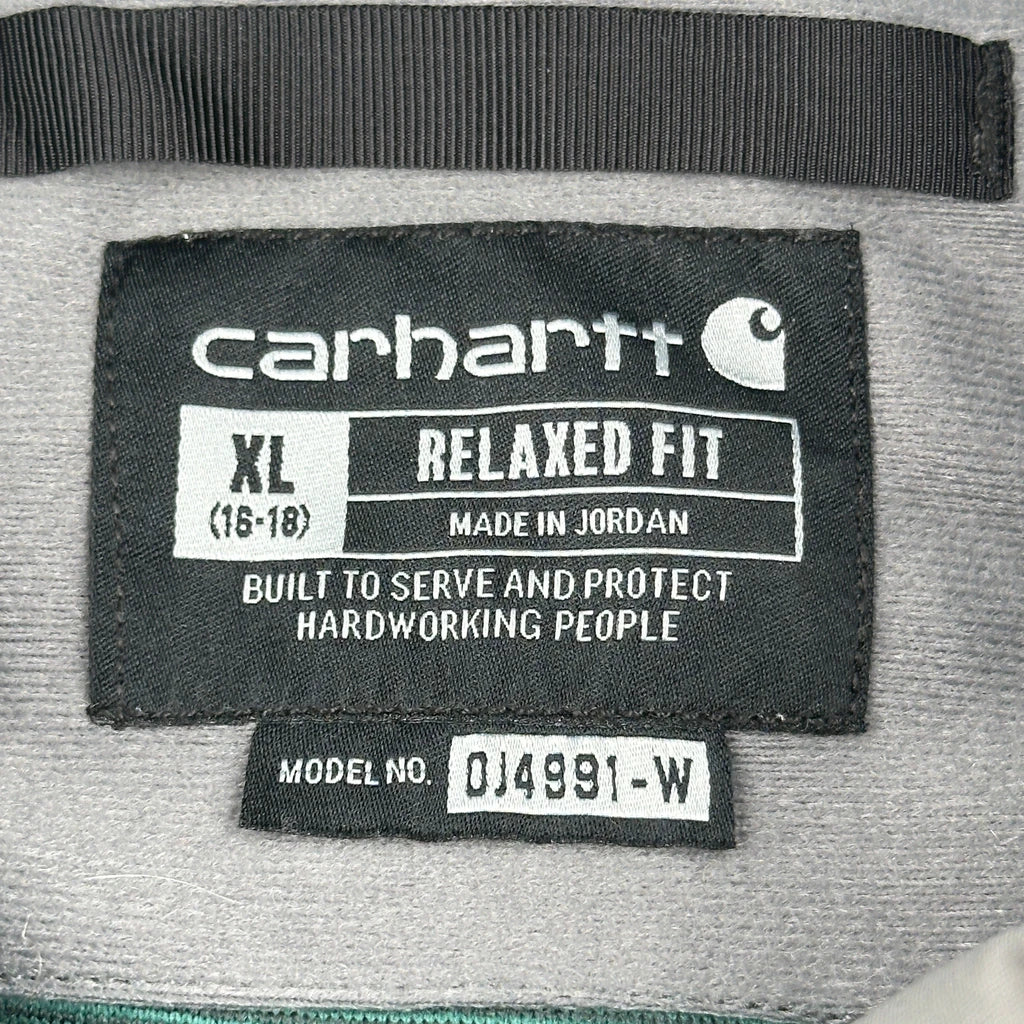 carhartt
XL
(16-18)
RELAXED FIT
MADE IN JORDAN
BUILT TO SERVE AND PROTECT
HARDWORKING PEOPLE
MODEL NO. OJ4991-W